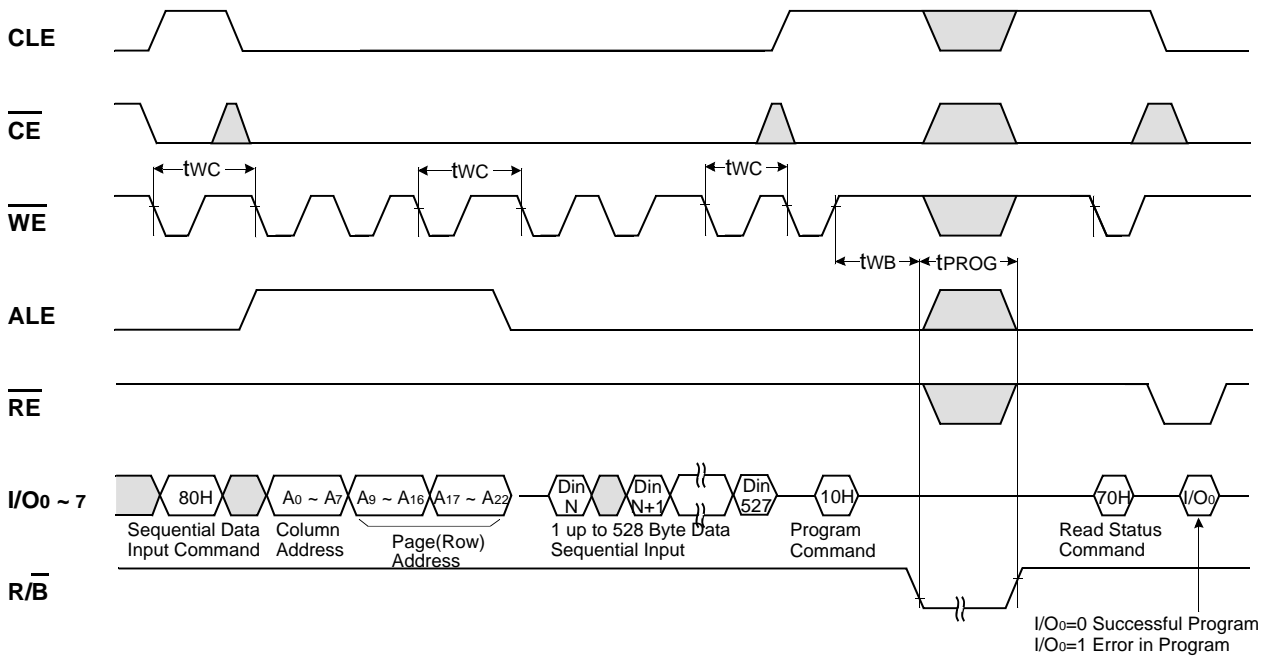 CLE
CE
tWC
tWC
tWC
WE
tWB
tPROG
ALE
RE
I/O0 ~ 7
80H
A0 ~ A7
A9 ~ A16
A17 ~ A22
Din
N
Din
N+1
Din
527
10H
70H
I/O0
Sequential Data
Input Command
Column
Address
Page(Row)
Address
1 up to 528 Byte Data
Sequential Input
Program
Command
Read Status
Command
R/B
I/O0=0 Successful Program
I/O0=1 Error in Program